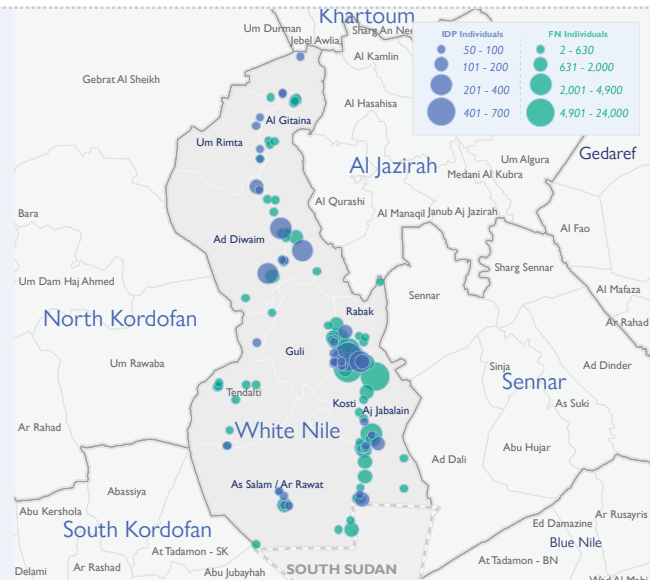 Khartoum
Um Durman
Jebel Awlia
Al Kamlin
Gebrat Al Sheikh
Al Hasahisa
Al Gitaina
Um Rimta
Al Jazirah
Um Algura
Medani Al Kubra
Gedaref
Bara
Al Qurashi
Al Manaqil
Janub Aj Jazirah
Al Fao
Ad Diwaim
Sharg Sennar
Um Dam Haj Ahmed
Sennar
Al Mafaza
Rabak
North Kordofan
Ar Rahad
Guli
Um Rawaba
Sinja
Ad Dinder
Sennar
Tendalti
Kosti
Aj Jabalain
As Suki
Ar Rahad
White Nile
Abu Hujar
Ad Dali
As Salam / Ar Rawat
Abassiya
Abu Kershola
Ar Rusayris
Ed Damazine
South Kordofan
Blue Nile
At Tadamon - SK
At Tadamon - BN
Delami
Ar Rashad
Abu Jubayhah
SOUTH SUDAN
IDP Individuals
50 - 100
101 - 200
201 - 400
401 - 700
FN Individuals
2 - 630
631 - 2,000
2,001 - 4,900
4,901 - 24,000